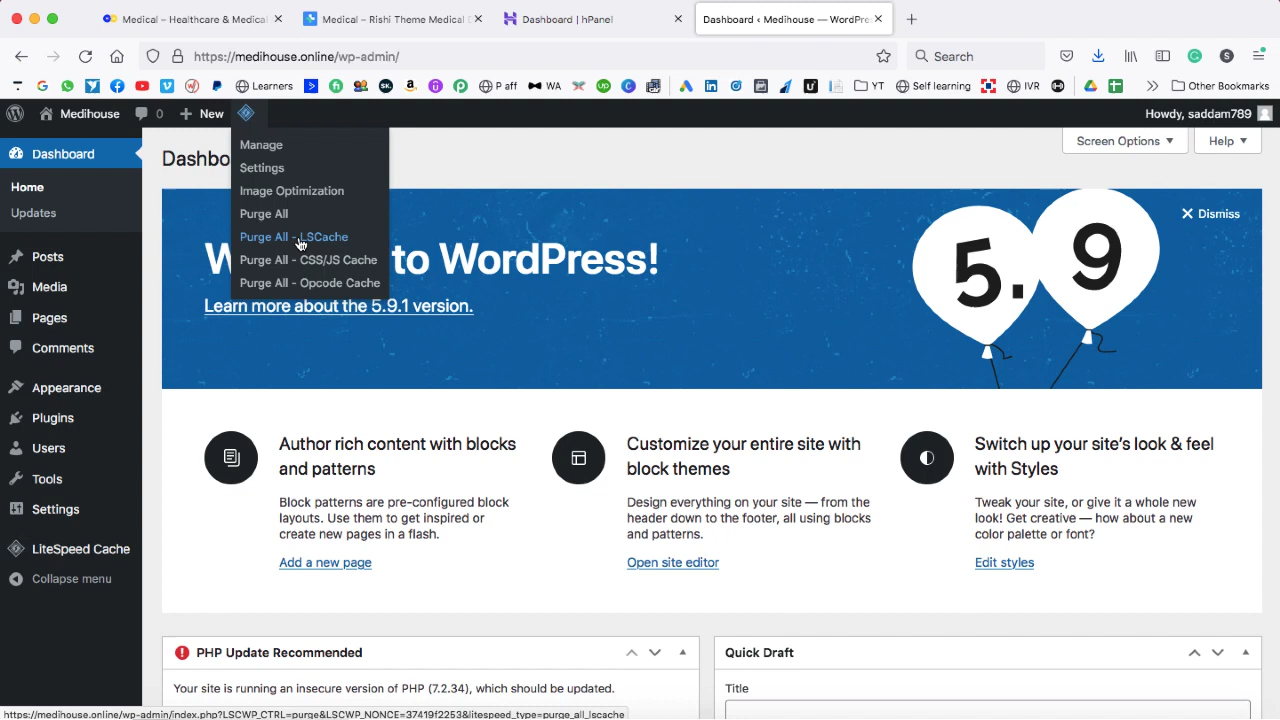 Medical – Healthcare & Medical
Medical – Rishi Theme Medical D
Dashboard | hPanel
Dashboard ‹ Medihouse — WordPre
https://medihouse.online/wp-admin/
Search
Learners
P aff
WA
YT
Self learning
IVR
Other Bookmarks
Medihouse
0
New
Howdy, saddam789
Manage
Settings
Image Optimization
Purge All
Purge All - LSCache
Purge All - CSS/JS Cache
Purge All - Opcode Cache
Dashboard
Home
Updates
Posts
Media
Pages
Comments
Appearance
Plugins
Users
Tools
Settings
LiteSpeed Cache
Collapse menu
Dashbo
Screen Options
Help
Dismiss
W to WordPress!
Learn more about the 5.9.1 version.
5.9
Author rich content with blocks
and patterns
Block patterns are pre-configured block
layouts. Use them to get inspired or
create new pages in a flash.
Add a new page
Customize your entire site with
block themes
Design everything on your site — from the
header down to the footer, all using blocks
and patterns.
Open site editor
Switch up your site's look & feel
with Styles
Tweak your site, or give it a whole new
look! Get creative — how about a new
color palette or font?
Edit styles
PHP Update Recommended
Your site is running an insecure version of PHP (7.2.34), which should be updated.
Quick Draft
Title
https://medihouse.online/wp-admin/index.php?LSCWP_CTRL=purge&LSCWP_NONCE=37419f2253&litespeed_type=purge_all_lscache